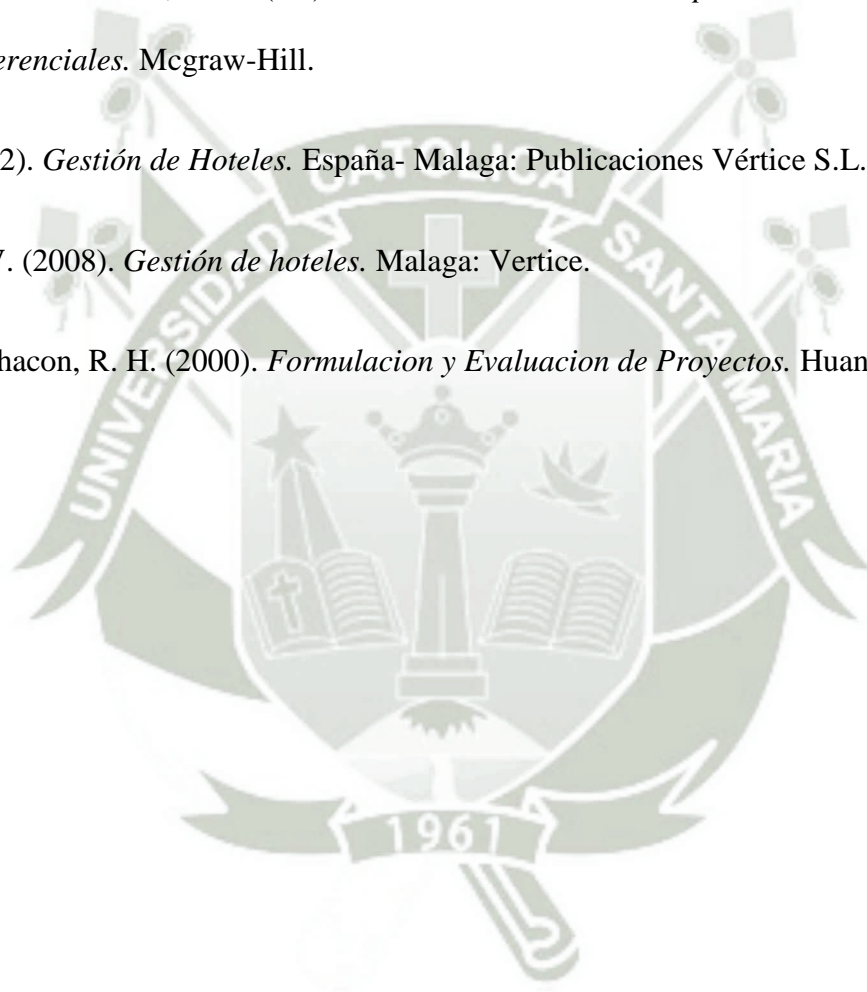 erenciales. Mcgraw-Hill.
2). Gestión de Hoteles. España- Malaga: Publicaciones Vértice S.L.
V. (2008). Gestión de hoteles. Malaga: Vertice.
hacon, R. H. (2000). Formulacion y Evaluacion de Proyectos. Huan
UNIVERSIDAD CATOLICA SANTA MARIA
1961